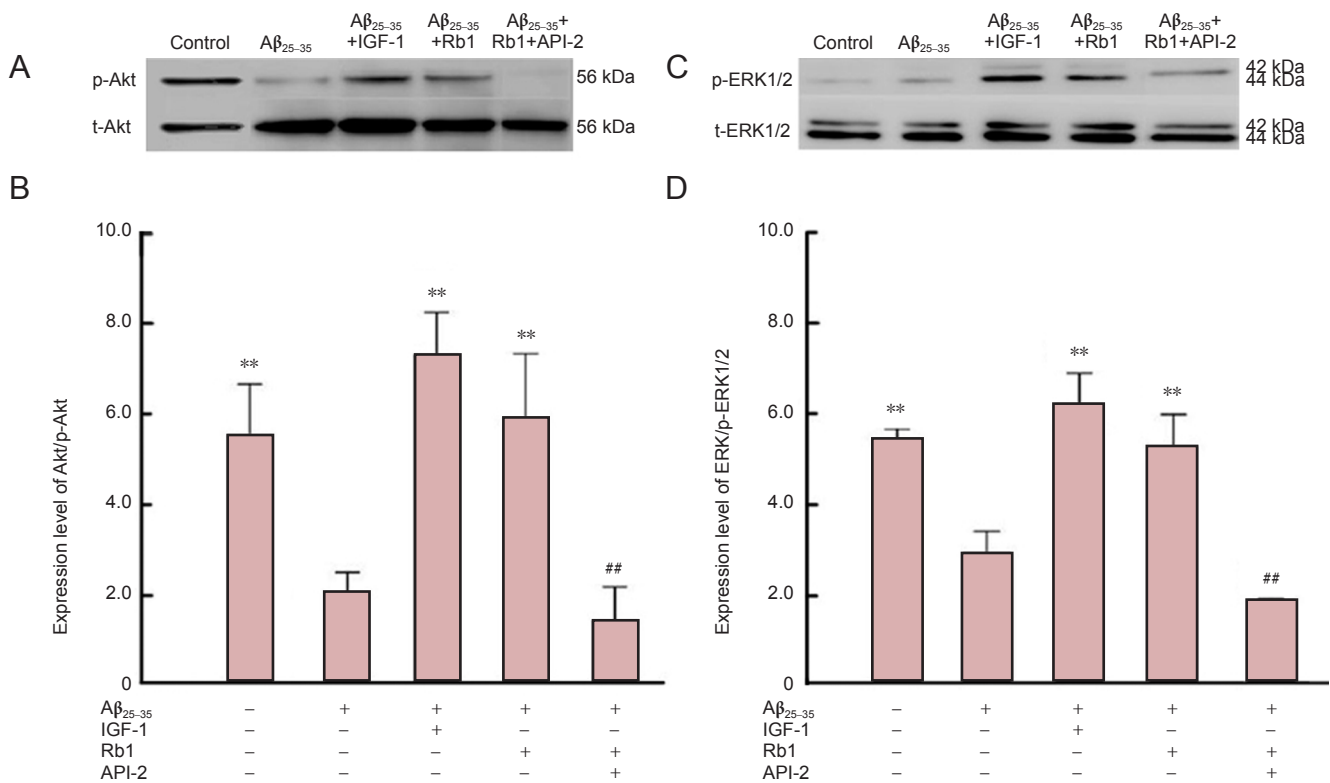 A
Control
Aβ25–35
Aβ25–35
+IGF-1
Aβ25–35
+Rb1
Aβ25–35+
Rb1+API-2
p-Akt
56 kDa
t-Akt
56 kDa
C
Control
Aβ25–35
Aβ25–35
+IGF-1
Aβ25–35
+Rb1
Aβ25–35+
Rb1+API-2
p-ERK1/2
42 kDa
44 kDa
t-ERK1/2
42 kDa
44 kDa
B
Expression level of Akt/p-Akt
10.0
8.0
6.0
4.0
2.0
0
**
**
**
##
Aβ25–35 – + + + +
IGF-1 – – + – –
Rb1 – – – + +
API-2 – – – – +
D
Expression level of ERK/p-ERK1/2
10.0
8.0
6.0
4.0
2.0
0
**
**
**
##
Aβ25–35 – + + + +
IGF-1 – – + – –
Rb1 – – – + +
API-2 – – – – +